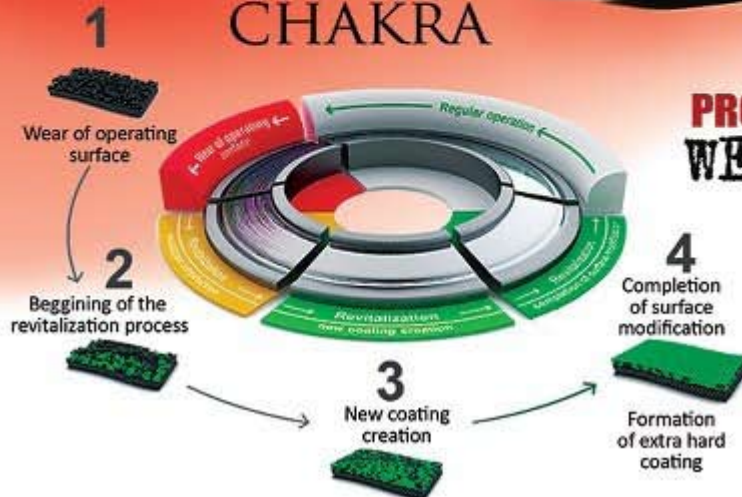 CHAKRA
1
Wear of operating
surface
Wear of operating
surface
Regular operation
2
Beggining of the
revitalization process
Revitalization
new coating creation
Revitalization
3
New coating
creation
4
Completion
of surface
modification
Formation
of extra hard
coating